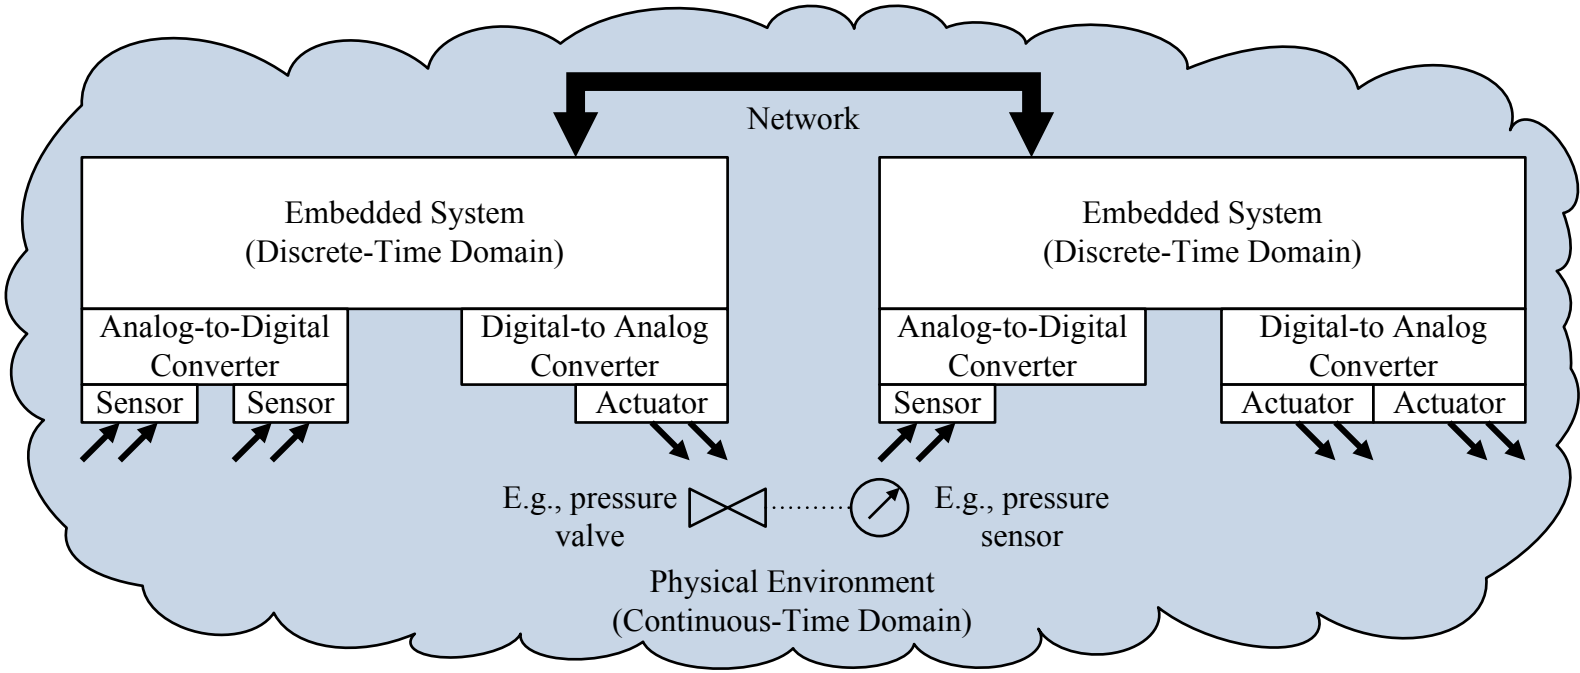 Network
Embedded System
(Discrete-Time Domain)
Analog-to-Digital
Converter
Digital-to Analog
Converter
Sensor
Sensor
Actuator
Embedded System
(Discrete-Time Domain)
Analog-to-Digital
Converter
Digital-to Analog
Converter
Sensor
Actuator
Actuator
E.g., pressure
valve
E.g., pressure
sensor
Physical Environment
(Continuous-Time Domain)